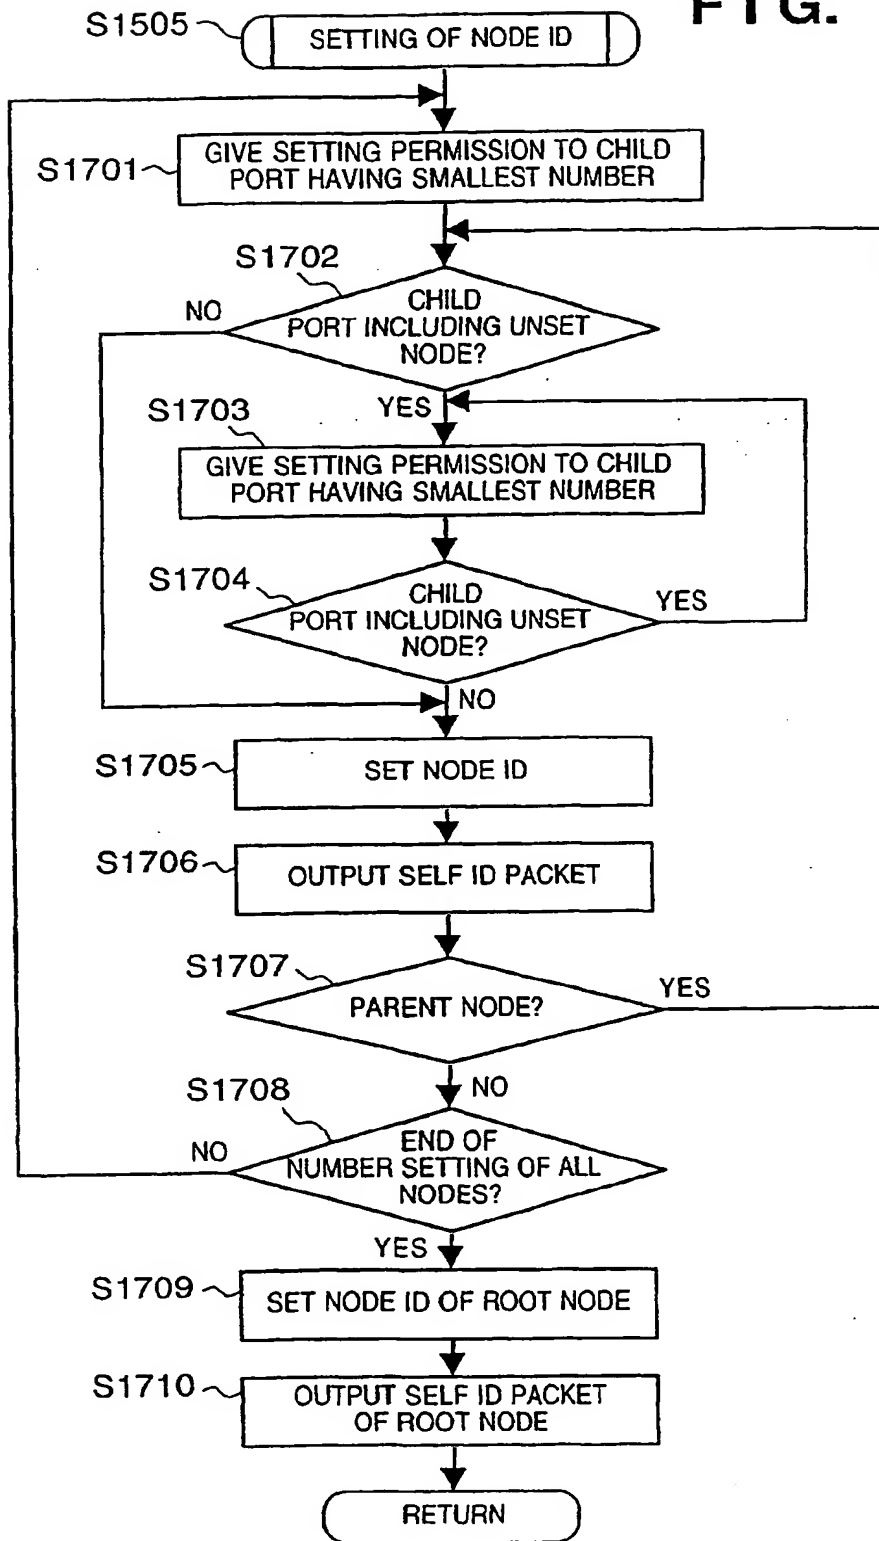 FIG.
S1505
SETTING OF NODE ID
S1701
GIVE SETTING PERMISSION TO CHILD
PORT HAVING SMALLEST NUMBER
S1702
NO
CHILD
PORT INCLUDING UNSET
NODE?
YES
S1703
GIVE SETTING PERMISSION TO CHILD
PORT HAVING SMALLEST NUMBER
S1704
CHILD
PORT INCLUDING UNSET
NODE?
YES
NO
S1705
SET NODE ID
S1706
OUTPUT SELF ID PACKET
S1707
PARENT NODE?
YES
NO
S1708
NO
END OF
NUMBER SETTING OF ALL
NODES?
YES
S1709
SET NODE ID OF ROOT NODE
S1710
OUTPUT SELF ID PACKET
OF ROOT NODE
RETURN